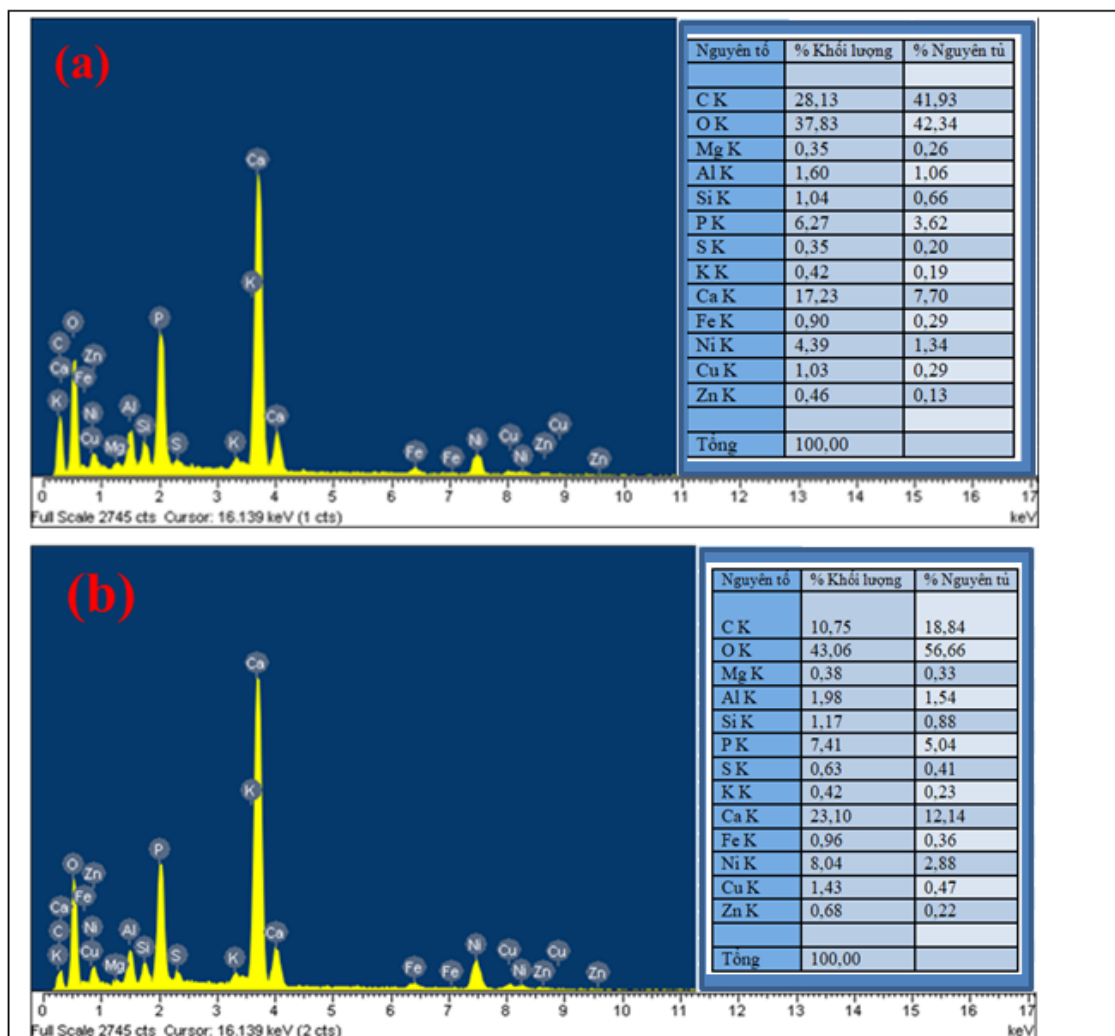 (a)
Nguyên tố % Khối lượng % Nguyên tủ
C K 28,13 41,93
O K 37,83 42,34
Mg K 0,35 0,26
Al K 1,60 1,06
Si K 1,04 0,66
P K 6,27 3,62
S K 0,35 0,20
K K 0,42 0,19
Ca K 17,23 7,70
Fe K 0,90 0,29
Ni K 4,39 1,34
Cu K 1,03 0,29
Zn K 0,46 0,13
Tổng 100,00
Ca
K
O
P
C
Zn
Ca
Fe
K
Ni
Al
Ca
Cu
Si
Mg
S
K
Fe
Fe
Ni
Cu
Ni
Zn
Cu
Zn
0 1 2 3 4 5 6 7 8 9 10 11 12 13 14 15 16 17
Full Scale 2745 cts Cursor: 16.139 keV (1 cts) keV
(b)
Nguyên tố % Khối lượng % Nguyên tủ
C K 10,75 18,84
O K 43,06 56,66
Mg K 0,38 0,33
Al K 1,98 1,54
Si K 1,17 0,88
P K 7,41 5,04
S K 0,63 0,41
K K 0,42 0,23
Ca K 23,10 12,14
Fe K 0,96 0,36
Ni K 8,04 2,88
Cu K 1,43 0,47
Zn K 0,68 0,22
Tổng 100,00
Ca
K
P
O
Zn
Fe
Ca
C
Ni
K
Cu
Al
Si
Mg
S
K
Ca
Fe
Fe
Ni
Cu
Ni
Cu
Zn
Zn
0 1 2 3 4 5 6 7 8 9 10 11 12 13 14 15 16 17
Full Scale 2745 cts Cursor: 16.139 keV (2 cts) keV